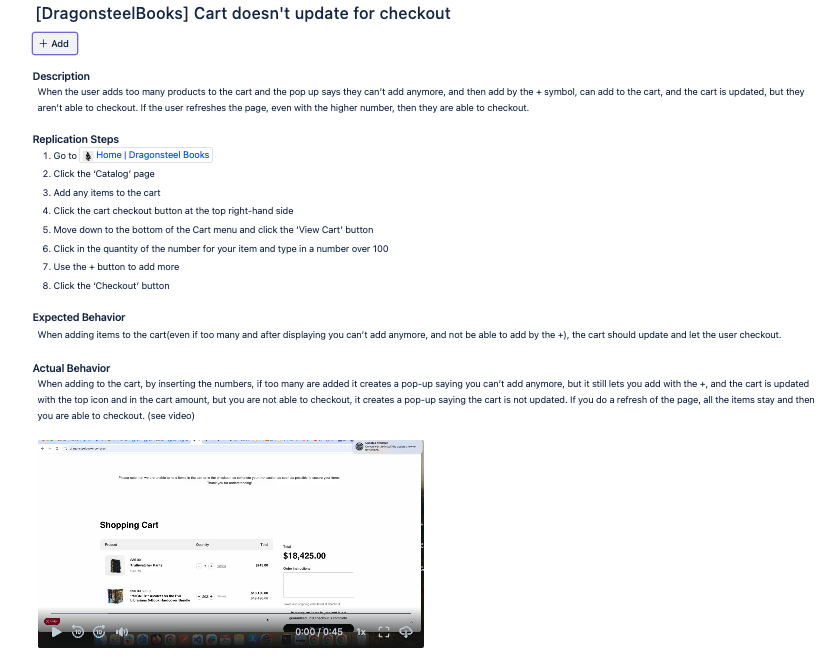 [DragonsteelBooks] Cart doesn't update for checkout
+ Add
Description
When the user adds too many products to the cart and the pop up says they can't add anymore, and then add by the + symbol, can add to the cart, and the cart is updated, but they
aren't able to checkout. If the user refreshes the page, even with the higher number, then they are able to checkout.
Replication Steps
1. Go to Home | Dragonsteel Books
2. Click the 'Catalog' page
3. Add any items to the cart
4. Click the cart checkout button at the top right-hand side
5. Move down to the bottom of the Cart menu and click the 'View Cart' button
6. Click in the quantity of the number for your item and type in a number over 100
7. Use the + button to add more
8. Click the 'Checkout' button
Expected Behavior
When adding items to the cart(even if too many and after displaying you can't add anymore, and not be able to add by the +), the cart should update and let the user checkout.
Actual Behavior
When adding to the cart, by inserting the numbers, if too many are added it creates a pop-up saying you can't add anymore, but it still lets you add with the +, and the cart is updated
with the top icon and in the cart amount, but you are not able to checkout, it creates a pop-up saying the cart is not updated. If you do a refresh of the page, all the items stay and then
you are able to checkout. (see video)
Shopping Cart
Product Quantity Total
Total
$18,425.00
Order instructions
10 10 0:00 / 0:45 1x